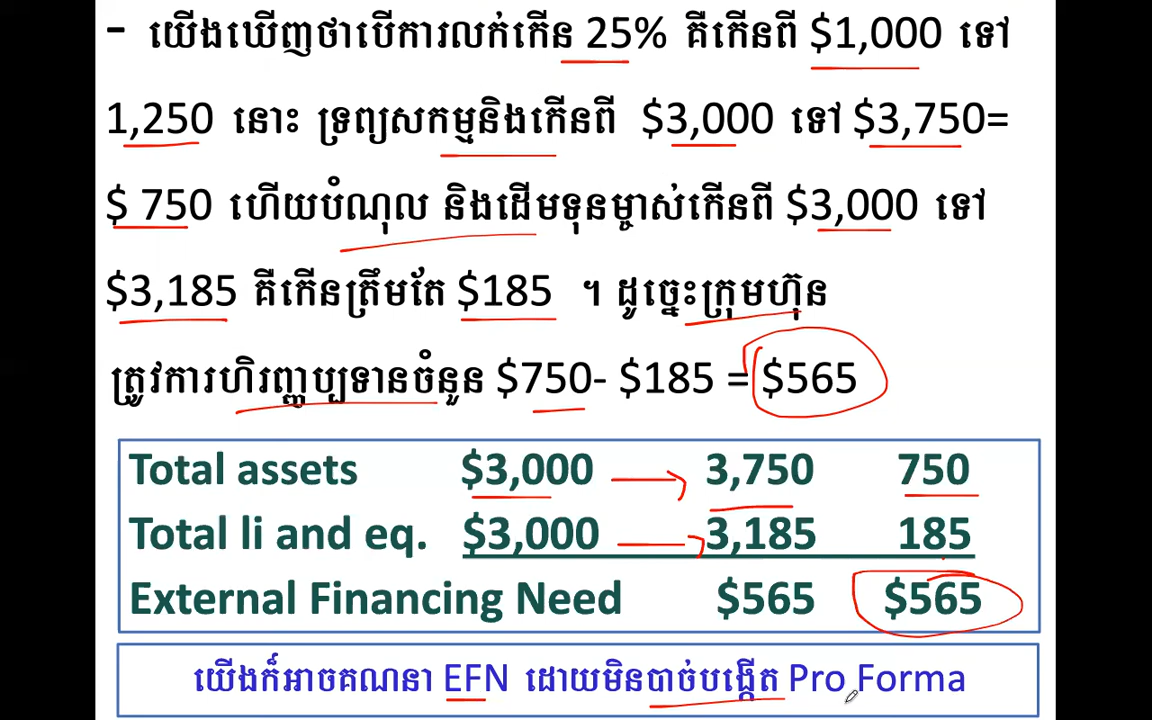 - យើងឃើញថាបើការលក់កើន 25% គឺកើនពី $1,000 ទៅ
1,250 នោះ ទ្រព្យសកម្មនិងកើនពី $3,000 ទៅ $3,750=
$ 750 ហើយបំណុល និងដើមទុនម្ចាស់កើនពី $3,000 ទៅ
$3,185 គឺកើនត្រឹមតែ $185 ។ ដូច្នេះក្រុមហ៊ុន
ត្រូវការហិរញ្ញប្បទានចំនួន $750- $185 = $565
Total assets $3,000 3,750 750
Total li and eq. $3,000 3,185 185
External Financing Need $565 $565
យើងក៏អាចគណនា EFN ដោយមិនបាច់បង្កើត Pro Forma